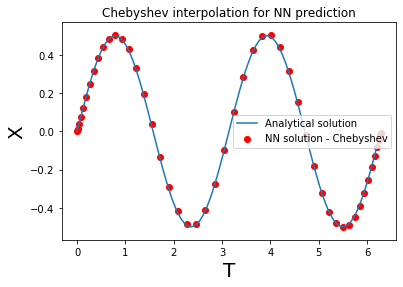 Chebyshev interpolation for NN prediction
0.4
0.2
0.0
−0.2
−0.4
X
Analytical solution
NN solution - Chebyshev
0 1 2 3 4 5 6
T